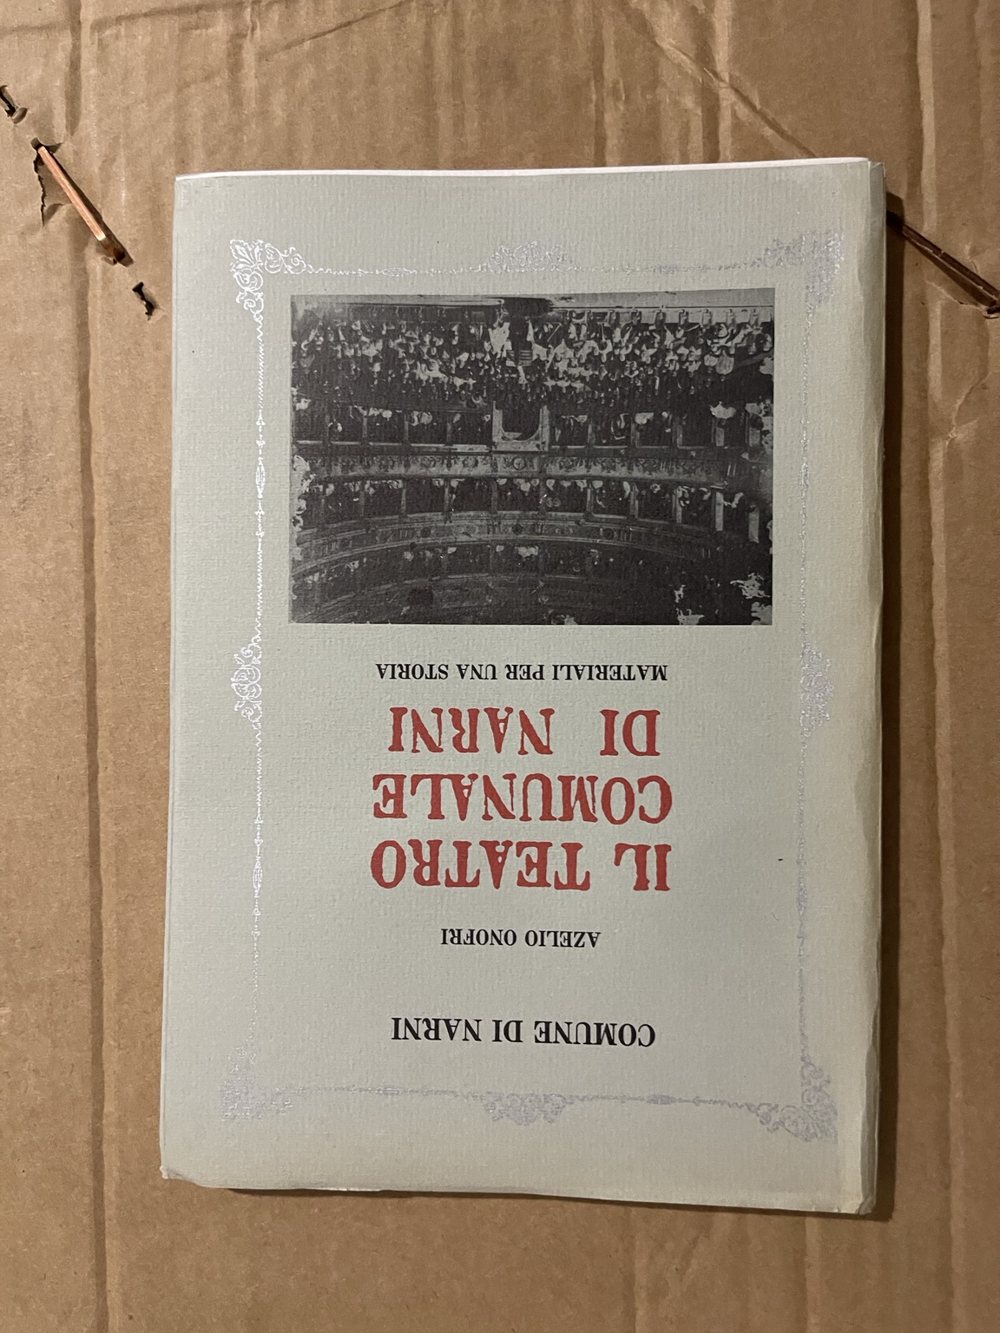 COMUNE DI NARNI
AZELIO ONOFRI
IL TEATRO
COMUNALE
DI NARNI
MATERIALI PER UNA STORIA